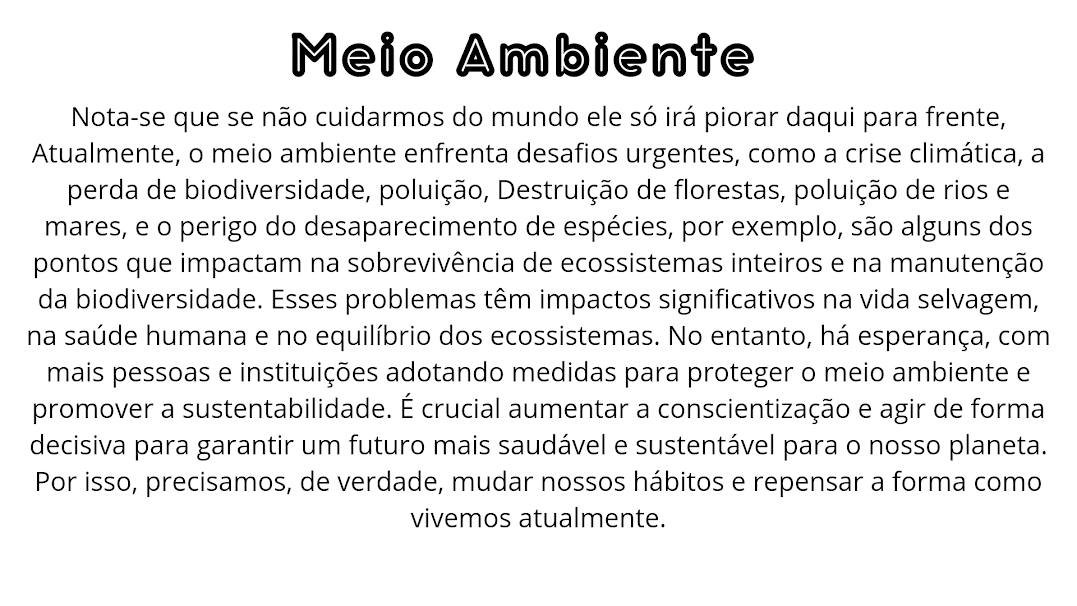 Meio Ambiente
Nota-se que se não cuidarmos do mundo ele só irá piorar daqui para frente,
Atualmente, o meio ambiente enfrenta desafios urgentes, como a crise climática, a
perda de biodiversidade, poluição, Destruição de florestas, poluição de rios e
mares, e o perigo do desaparecimento de espécies, por exemplo, são alguns dos
pontos que impactam na sobrevivência de ecossistemas inteiros e na manutenção
da biodiversidade. Esses problemas têm impactos significativos na vida selvagem,
na saúde humana e no equilíbrio dos ecossistemas. No entanto, há esperança, com
mais pessoas e instituições adotando medidas para proteger o meio ambiente e
promover a sustentabilidade. É crucial aumentar a conscientização e agir de forma
decisiva para garantir um futuro mais saudável e sustentável para o nosso planeta.
Por isso, precisamos, de verdade, mudar nossos hábitos e repensar a forma como
vivemos atualmente.